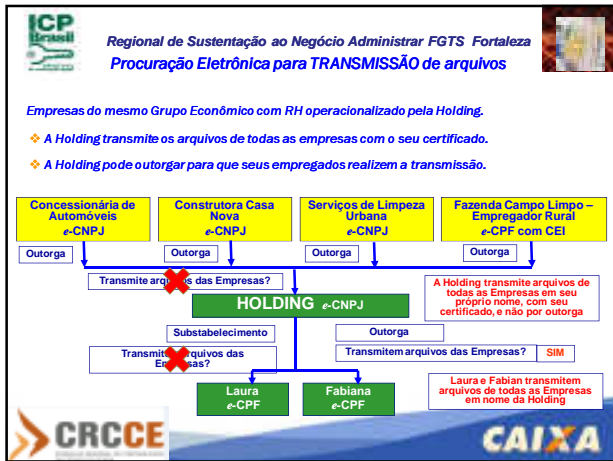 ICP
Brasil
Regional de Sustentação ao Negócio Administrar FGTS Fortaleza
Procuração Eletrônica para TRANSMISSÃO de arquivos
Empresas do mesmo Grupo Econômico com RH operacionalizado pela Holding.
A Holding transmite os arquivos de todas as empresas com o seu certificado.
A Holding pode outorgar para que seus empregados realizem a transmissão.
Concessionária de
Automóveis
e-CNPJ
Construtora Casa
Nova
e-CNPJ
Serviços de Limpeza
Urbana
e-CNPJ
Fazenda Campo Limpo –
Empregador Rural
e-CPF com CEI
Outorga
Outorga
Outorga
Outorga
Transmite arquivos das Empresas?
HOLDING e-CNPJ
A Holding transmite arquivos de
todas as Empresas em seu
próprio nome, com seu
certificado, e não por outorga
Substabelecimento
Outorga
Transmitem arquivos das
Empresas?
Transmitem arquivos das Empresas?
SIM
Laura
e-CPF
Fabiana
e-CPF
Laura e Fabian transmitem
arquivos de todas as Empresas
em nome da Holding
CRCCE
CAIXA